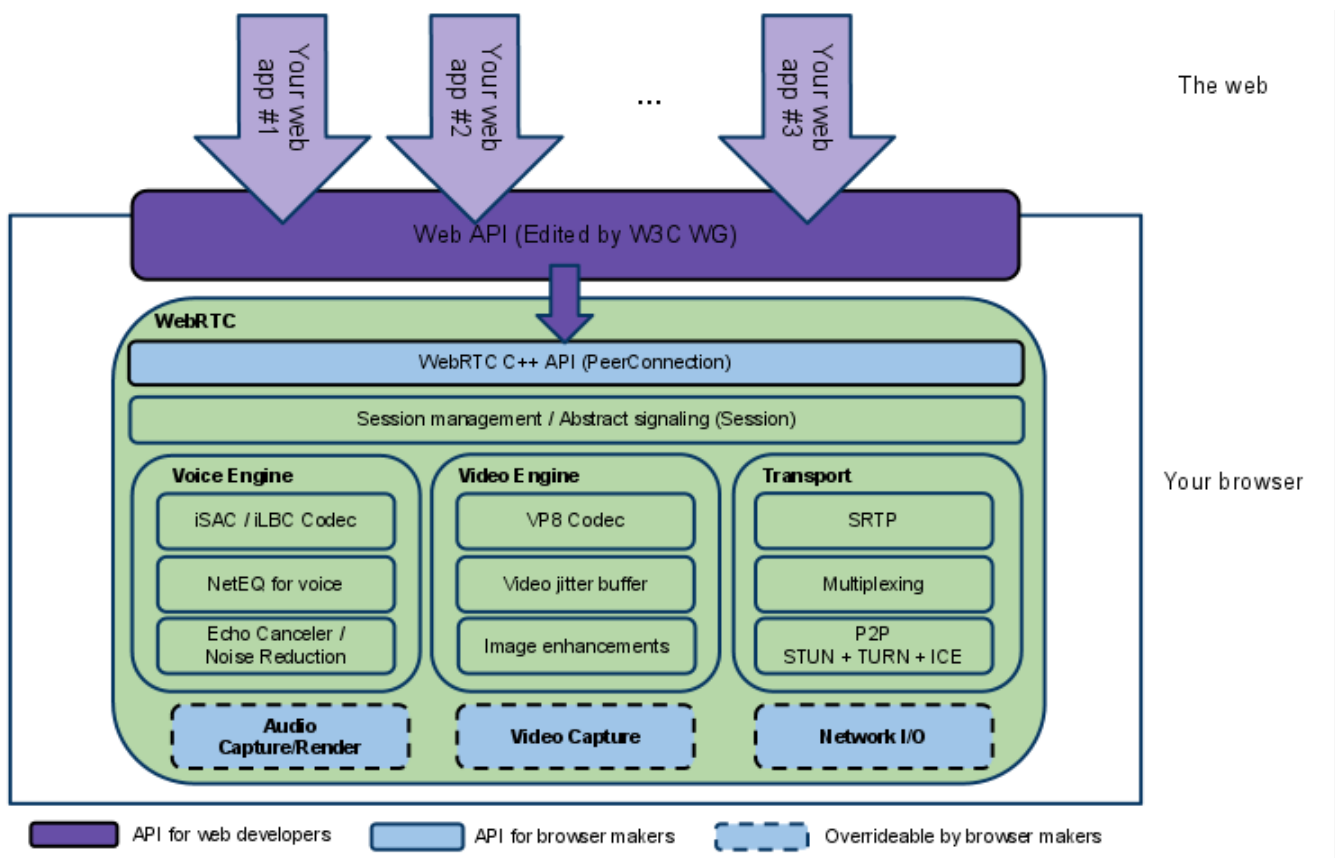 Your web
app #1
Your web
app #2
...
Your web
app #3
The web
Web API (Edited by W3C WG)
WebRTC
WebRTC C++ API (PeerConnection)
Session management / Abstract signaling (Session)
Voice Engine
iSAC / iLBC Codec
NetEQ for voice
Echo Canceler /
Noise Reduction
Video Engine
VP8 Codec
Video jitter buffer
Image enhancements
Transport
SRTP
Multiplexing
P2P
STUN + TURN + ICE
Your browser
Audio
Capture/Render
Video Capture
Network I/O
API for web developers
API for browser makers
Overrideable by browser makers